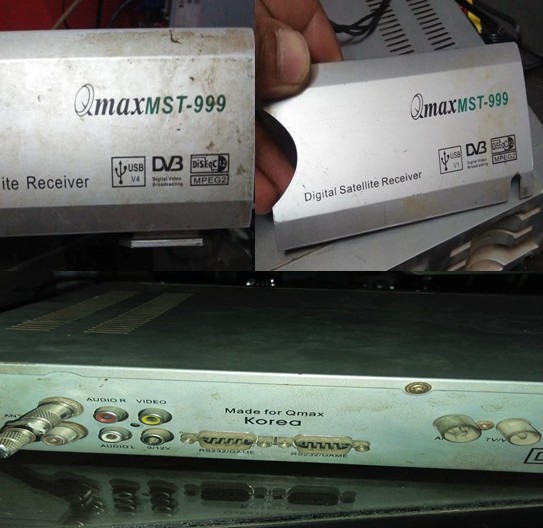 QmaxMST-999
ite Receiver
USB
V4
DVB
Digital Video
Broadcasting
DiSEqC
MPEG2
QmaxMST-999
Digital Satellite Receiver
USB
V1
DVB
Digital Video
Broadcasting
DiSEqC
MPEG2
ANT
AUDIO R VIDEO
Made for Qmax
Korea
AUDIO L 0/12V
RS232/GAME RS232/GAME
TV/V